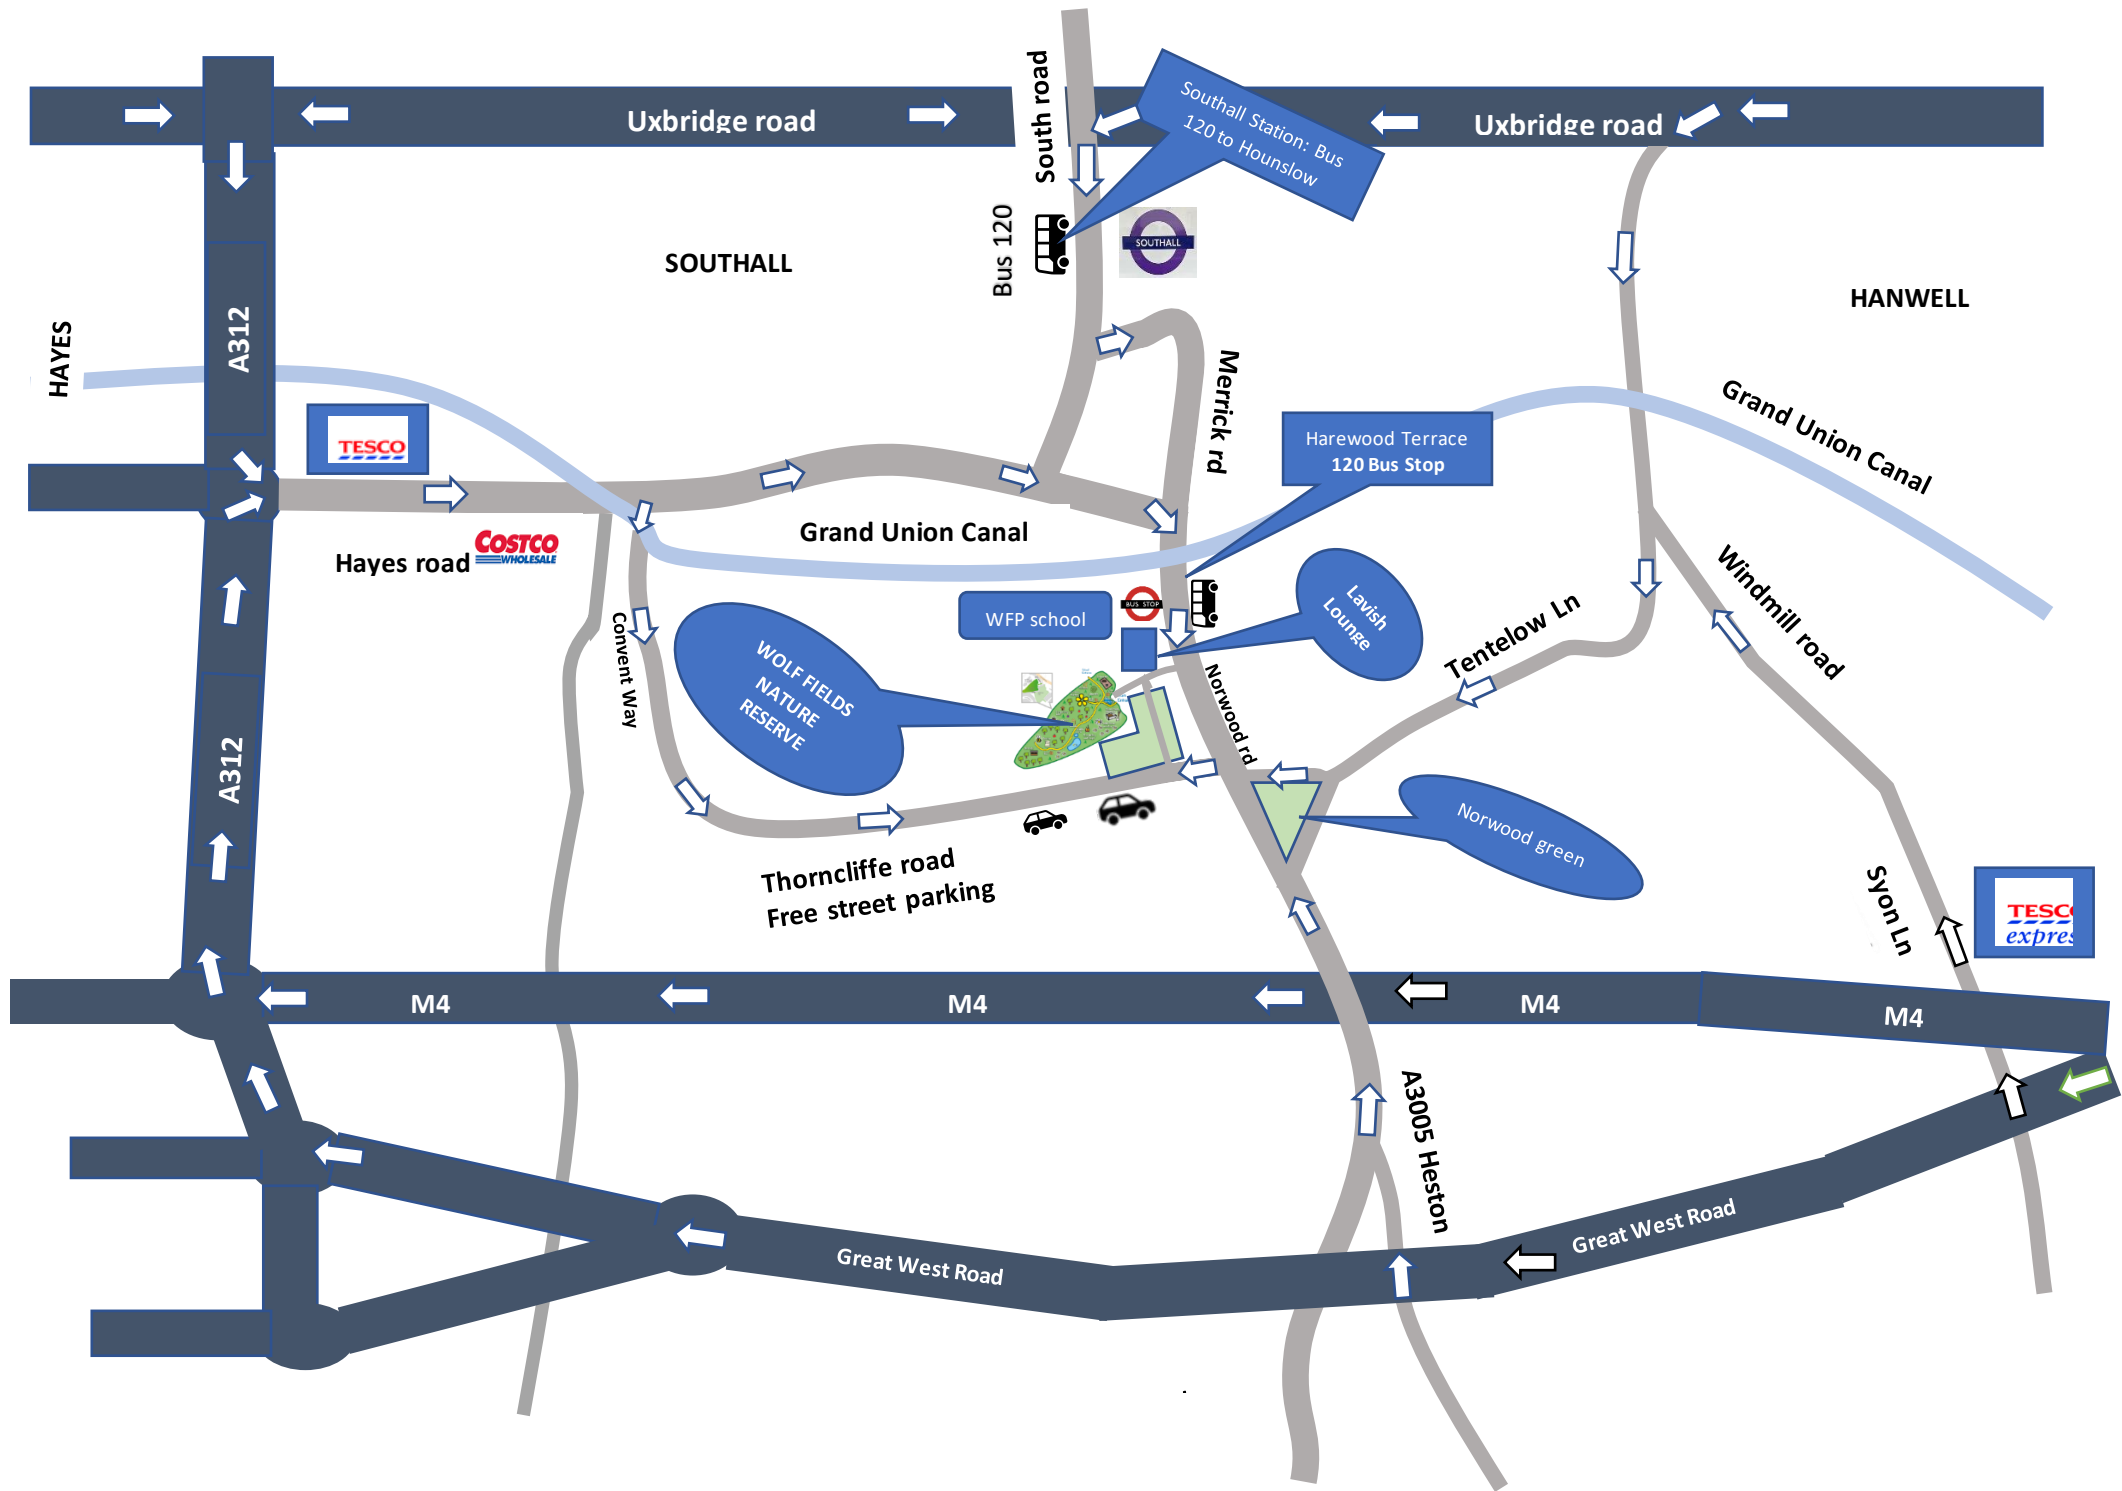 South road
Southall Station: Bus
120 to Hounslow
Uxbridge road
Uxbridge road
Bus 120
SOUTHALL
SOUTHALL
HANWELL
HAYES
A312
Merrick rd
Grand Union Canal
TESCO
Harewood Terrace
120 Bus Stop
Grand Union Canal
Hayes road
COSTCO
WHOLESALE
Windmill road
Tentelow Ln
Convent Way
WFP school
BUS STOP
Lavish
Lounge
WOLF FIELDS
NATURE
RESERVE
Norwood rd
A312
Norwood green
Thorncliffe road
Free street parking
Syon Ln
TESC
expres
M4
M4
M4
M4
A3005 Heston
Great West Road
Great West Road